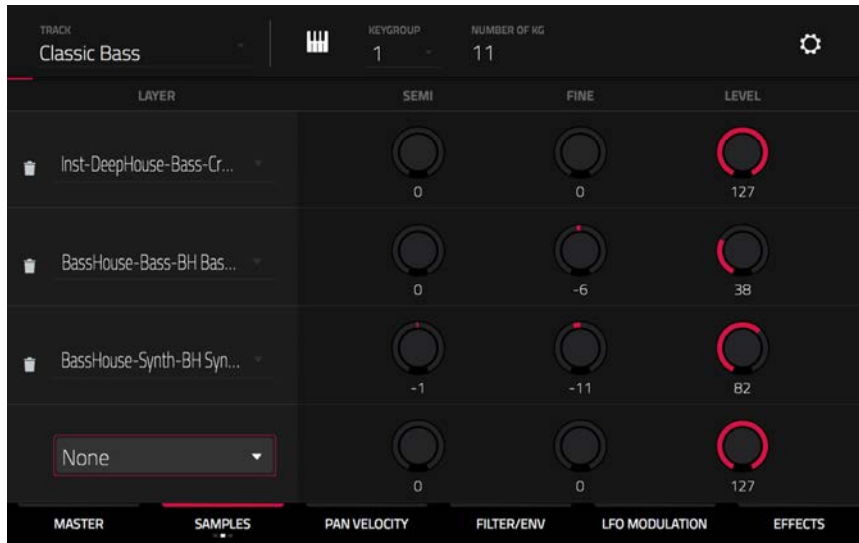 TRACK KEYGROUP NUMBER OF KG
Classic Bass 1 11
LAYER SEMI FINE LEVEL
Inst-DeepHouse-Bass-Cr...
0 0 127
BassHouse-Bass-BH Bas...
0 -6 38
BassHouse-Synth-BH Syn...
-1 -11 82
None
0 0 127
MASTER SAMPLES PAN VELOCITY FILTER/ENV LFO MODULATION EFFECTS